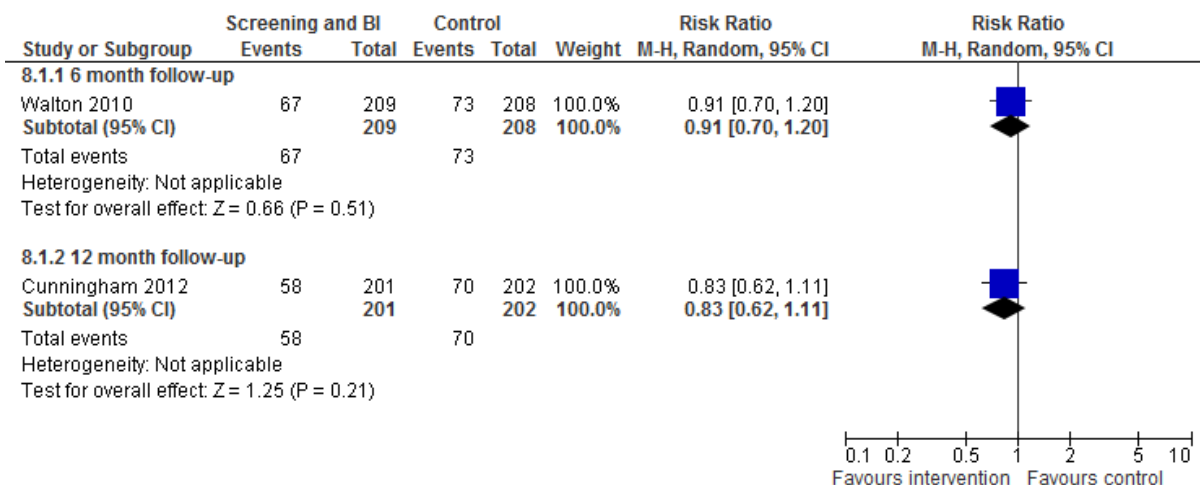 Screening and BI Control Risk Ratio Risk Ratio
Study or Subgroup Events Total Events Total Weight M-H, Random, 95% CI M-H, Random, 95% CI
8.1.1 6 month follow-up
Walton 2010 67 209 73 208 100.0% 0.91 [0.70, 1.20]
Subtotal (95% CI) 209 208 100.0% 0.91 [0.70, 1.20]
Total events 67 73
Heterogeneity: Not applicable
Test for overall effect: Z = 0.66 (P = 0.51)
8.1.2 12 month follow-up
Cunningham 2012 58 201 70 202 100.0% 0.83 [0.62, 1.11]
Subtotal (95% CI) 201 202 100.0% 0.83 [0.62, 1.11]
Total events 58 70
Heterogeneity: Not applicable
Test for overall effect: Z = 1.25 (P = 0.21)
0.1 0.2 0.5 1 2 5 10
Favours intervention Favours control